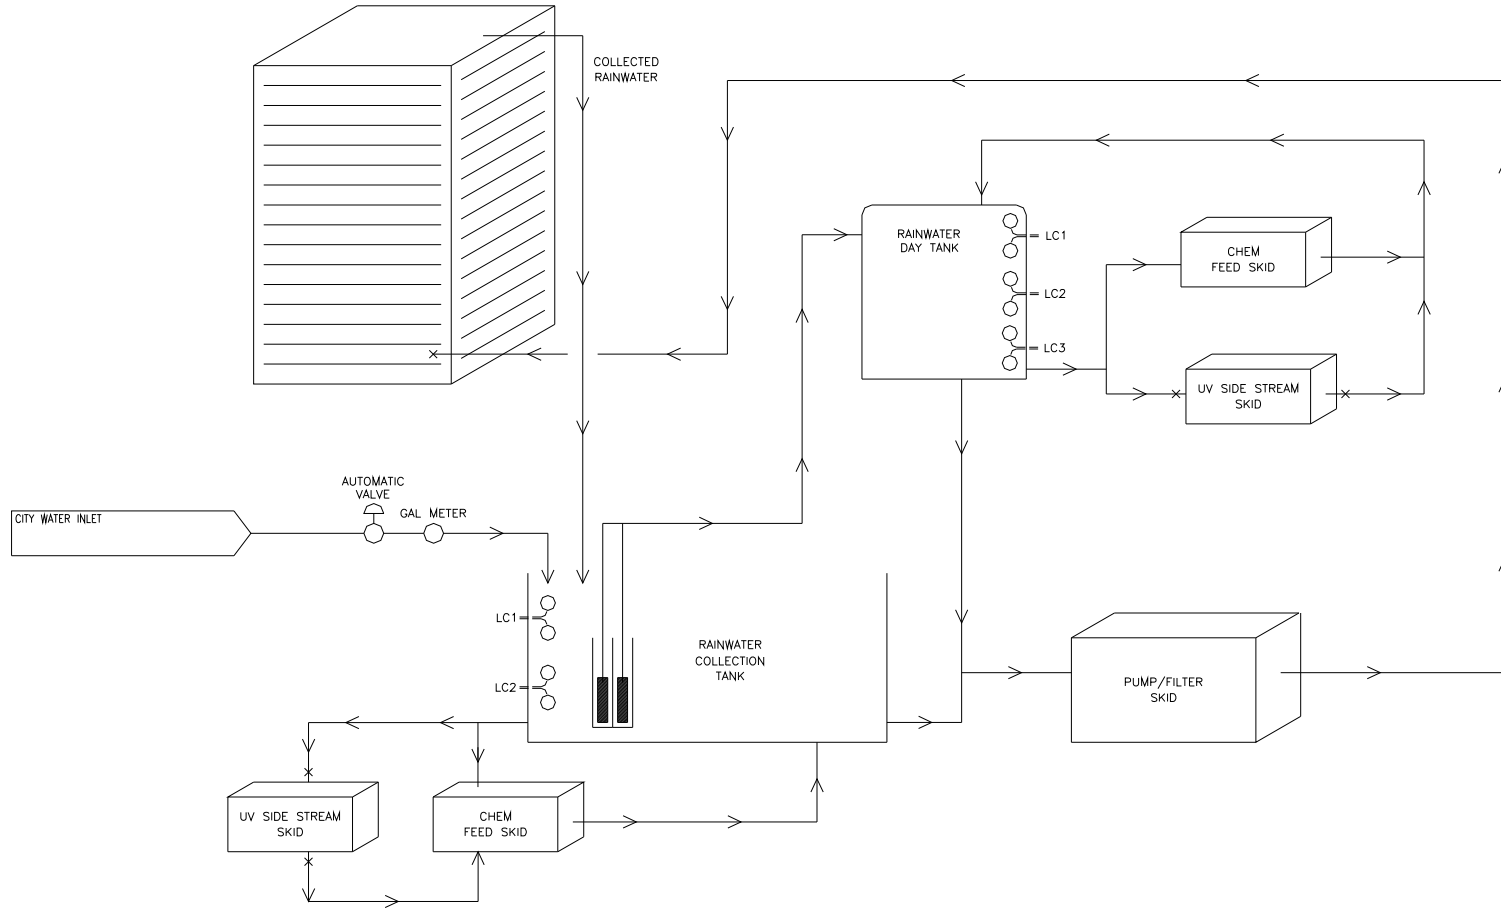 COLLECTED
RAINWATER
RAINWATER
DAY TANK
LC1
LC2
LC3
CHEM
FEED SKID
UV SIDE STREAM
SKID
AUTOMATIC
VALVE
GAL METER
CITY WATER INLET
LC1
LC2
RAINWATER
COLLECTION
TANK
PUMP/FILTER
SKID
UV SIDE STREAM
SKID
CHEM
FEED SKID